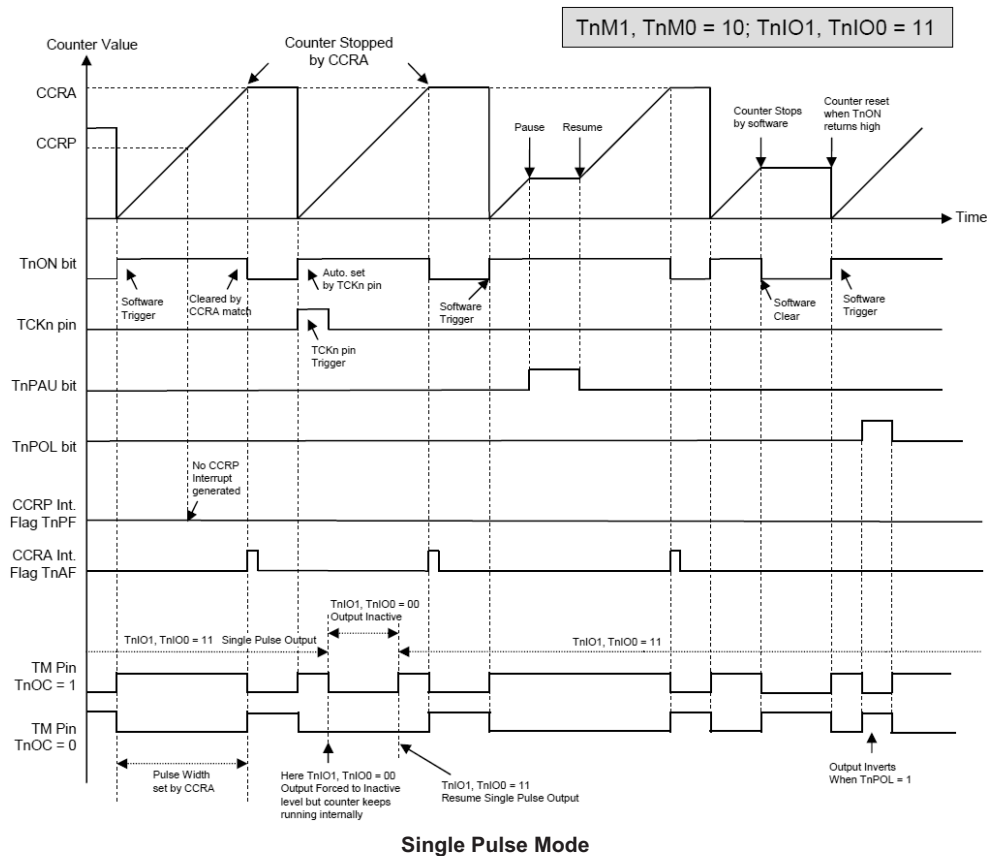 TnM1, TnM0 = 10; TnIO1, TnIO0 = 11
Counter Value
Counter Stopped
by CCRA
CCRA
CCRP
Pause
Resume
Counter Stops
by software
Counter reset
when TnON
returns high
Time
TnON bit
Software
Trigger
Cleared by
CCRA match
Auto. set
by TCKn pin
Software
Trigger
Software
Clear
Software
Trigger
TCKn pin
TCKn pin
Trigger
TnPAU bit
TnPOL bit
No CCRP
Interrupt
generated
CCRP Int.
Flag TnPF
CCRA Int.
Flag TnAF
TnIO1, TnIO0 = 00
Output Inactive
TnIO1, TnIO0 = 11 Single Pulse Output
TnIO1, TnIO0 = 11
TM Pin
TnOC = 1
TM Pin
TnOC = 0
Pulse Width
set by CCRA
Here TnIO1, TnIO0 = 00
Output Forced to Inactive
level but counter keeps
running internally
TnIO1, TnIO0 = 11
Resume Single Pulse Output
Output Inverts
When TnPOL = 1
Single Pulse Mode